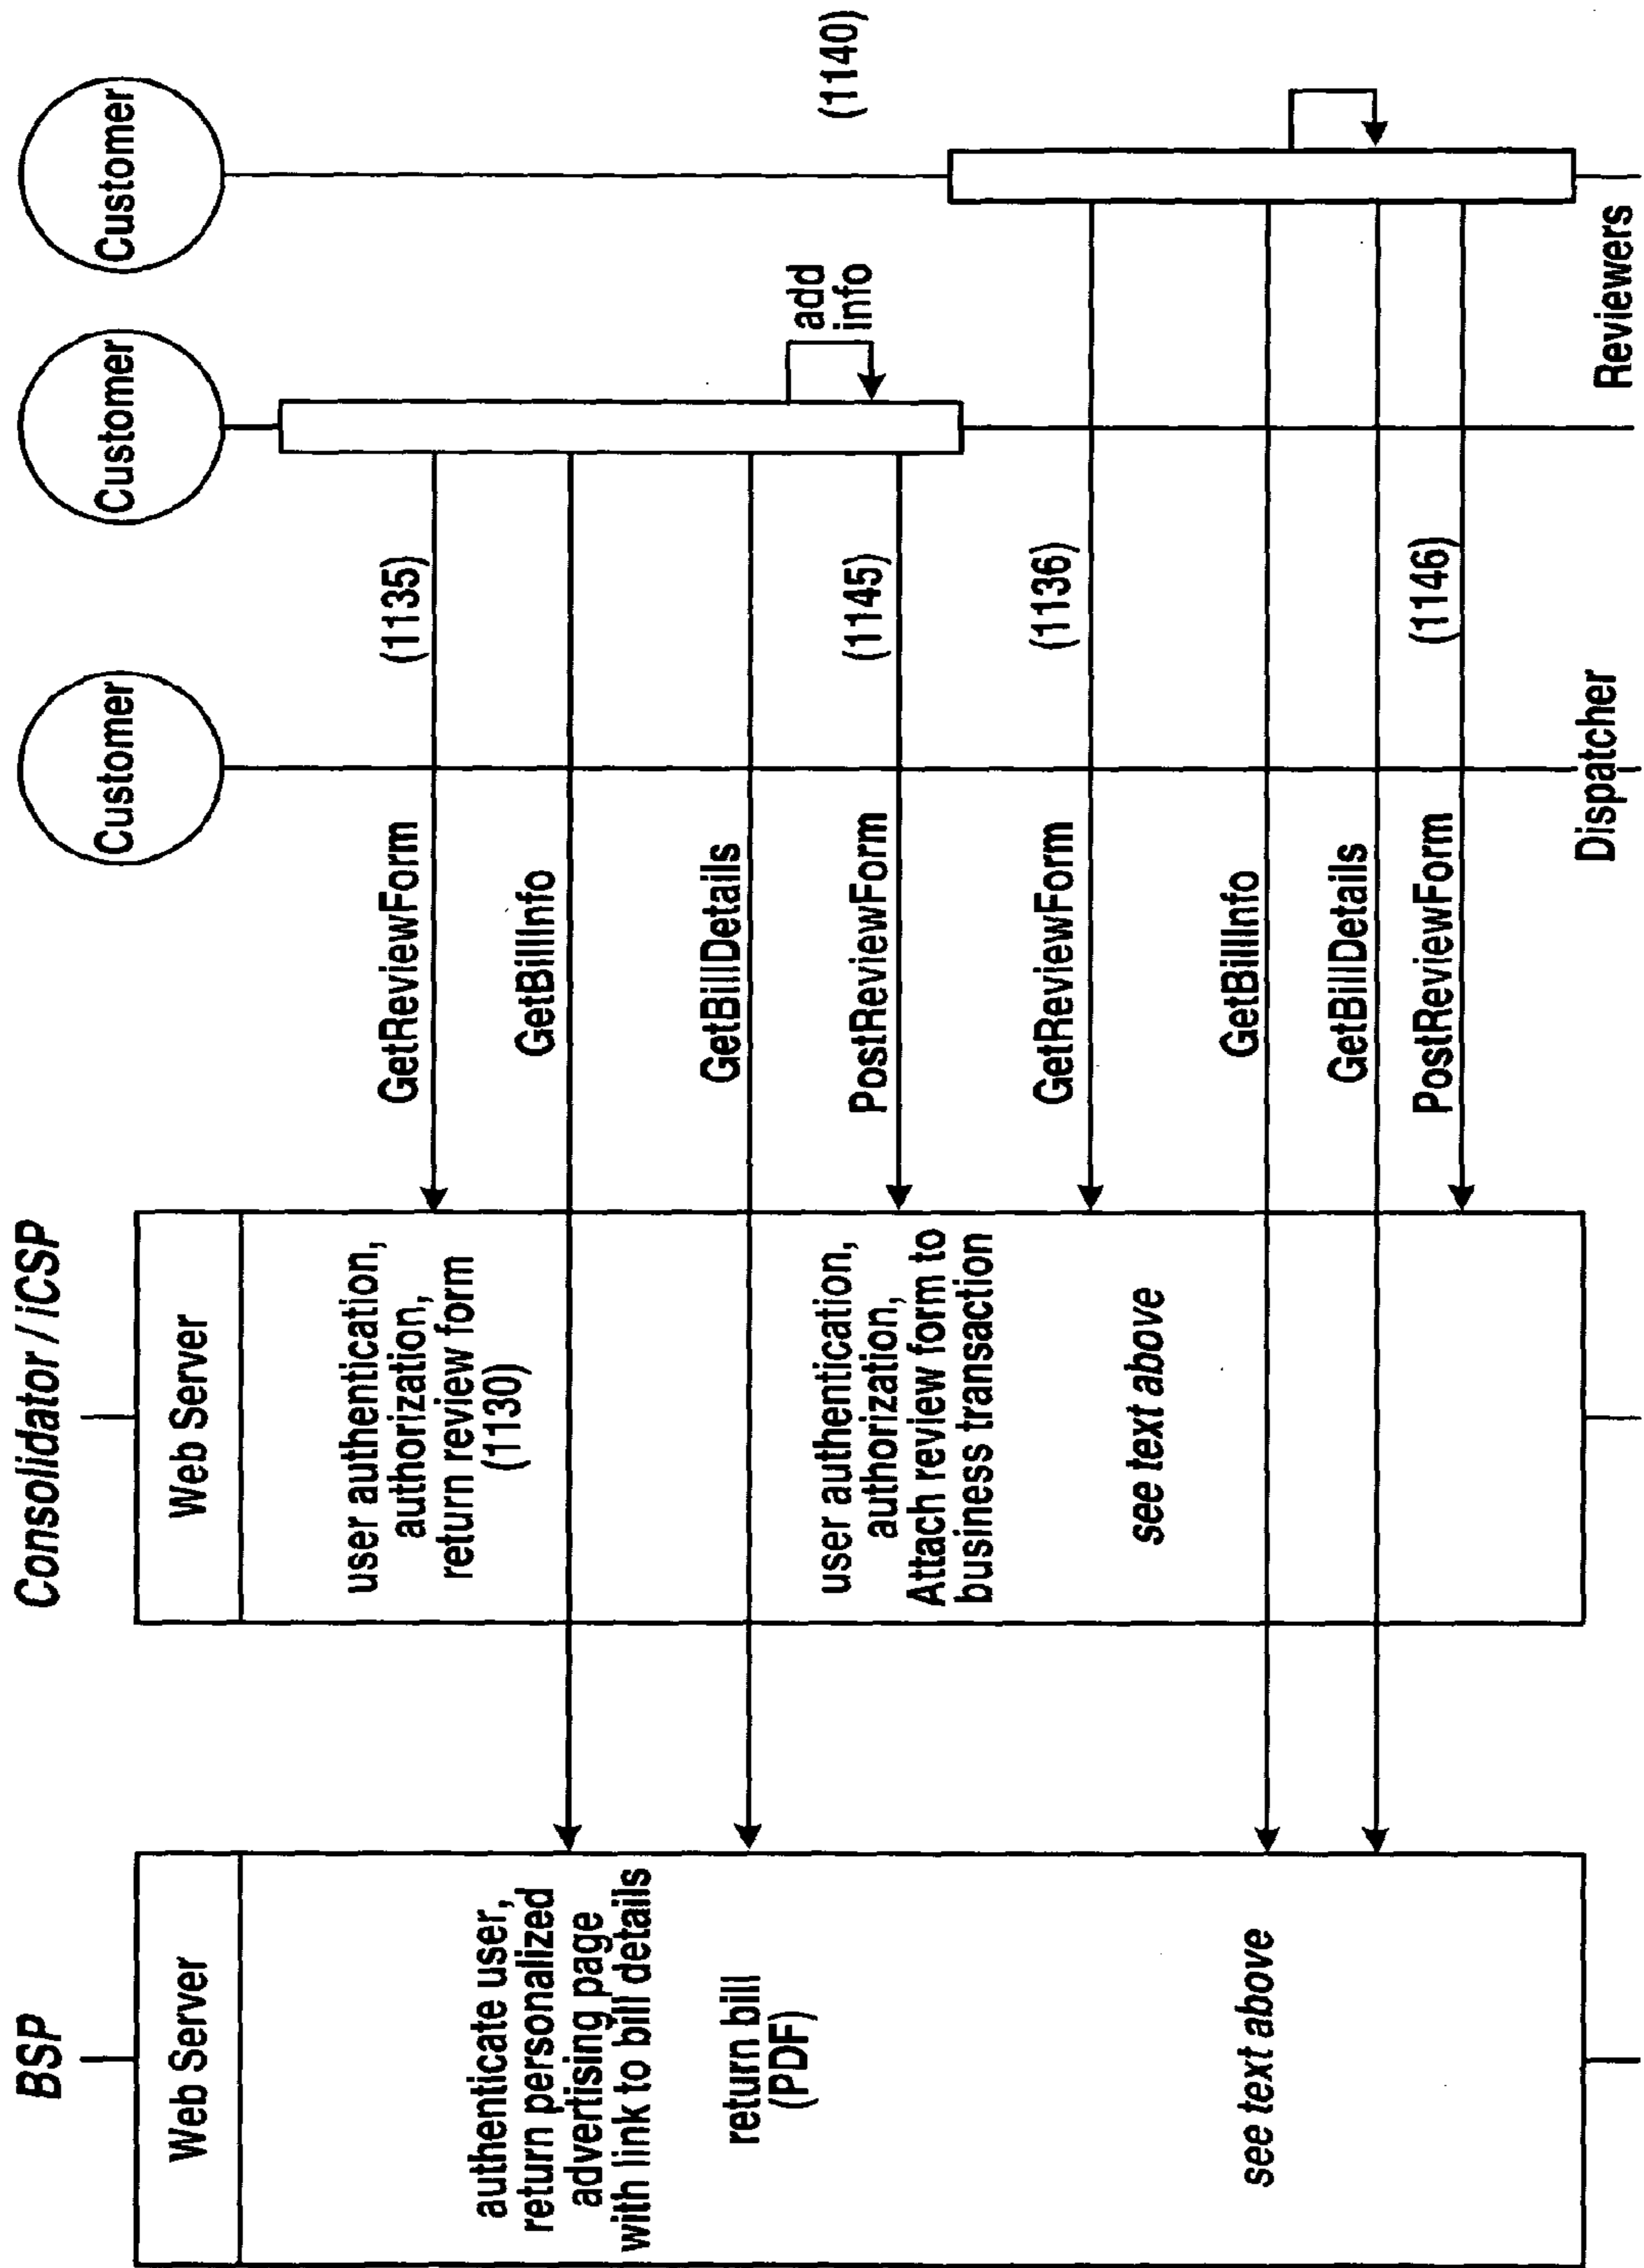 BSP
Consolidator / iCSP
Web Server
Web Server
Customer
Customer
Customer
user authentication,
authorization,
return review form
(1130)
GetReviewForm
(1135)
authenticate user,
return personalized
advertising page
with link to bill details
GetBillInfo
return bill
(PDF)
GetBillDetails
add
info
user authentication,
authorization,
Attach review form to
business transaction
PostReviewForm
(1145)
(1140)
see text above
GetReviewForm
(1136)
see text above
GetBillInfo
GetBillDetails
PostReviewForm
(1146)
Dispatcher
Reviewers